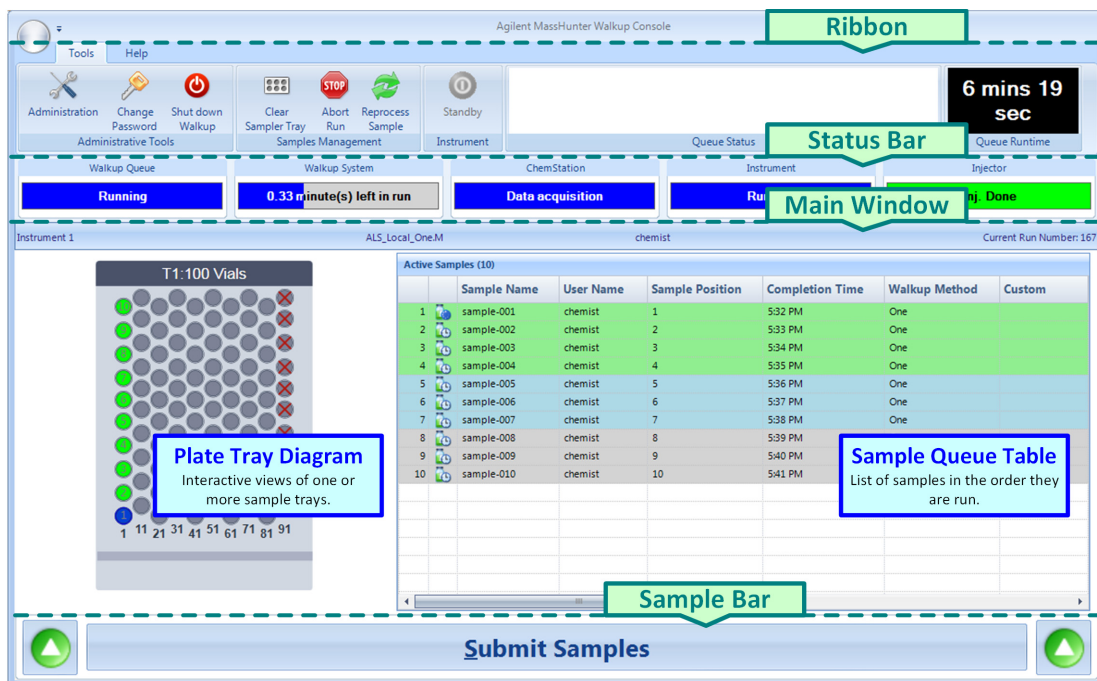 Agilent MassHunter Walkup Console
Ribbon
Tools Help
Administration
Change Password
Shut down Walkup
Administrative Tools
Clear Sampler Tray
STOP
Abort Run
Reprocess Sample
Samples Management
Standby
Instrument
Queue Status
6 mins 19 sec
Queue Runtime
Status Bar
Walkup Queue Walkup System ChemStation Instrument Injector
Running 0.33 minute(s) left in run Data acquisition
Main Window
Instrument 1 ALS_Local_One.M chemist Current Run Number: 167
T1:100 Vials
1 11 21 31 41 51 61 71 81 91
Plate Tray Diagram
Interactive views of one or
more sample trays.
Active Samples (10)
Sample Name User Name Sample Position Completion Time Walkup Method Custom
1 sample-001 chemist 1 5:32 PM One
2 sample-002 chemist 2 5:33 PM One
3 sample-003 chemist 3 5:34 PM One
4 sample-004 chemist 4 5:35 PM One
5 sample-005 chemist 5 5:36 PM One
6 sample-006 chemist 6 5:37 PM One
7 sample-007 chemist 7 5:38 PM One
8 sample-008 chemist 8 5:39 PM
9 sample-009 chemist 9 5:40 PM
10 sample-010 chemist 10 5:41 PM
Sample Queue Table
List of samples in the order they
are run.
Sample Bar
Submit Samples